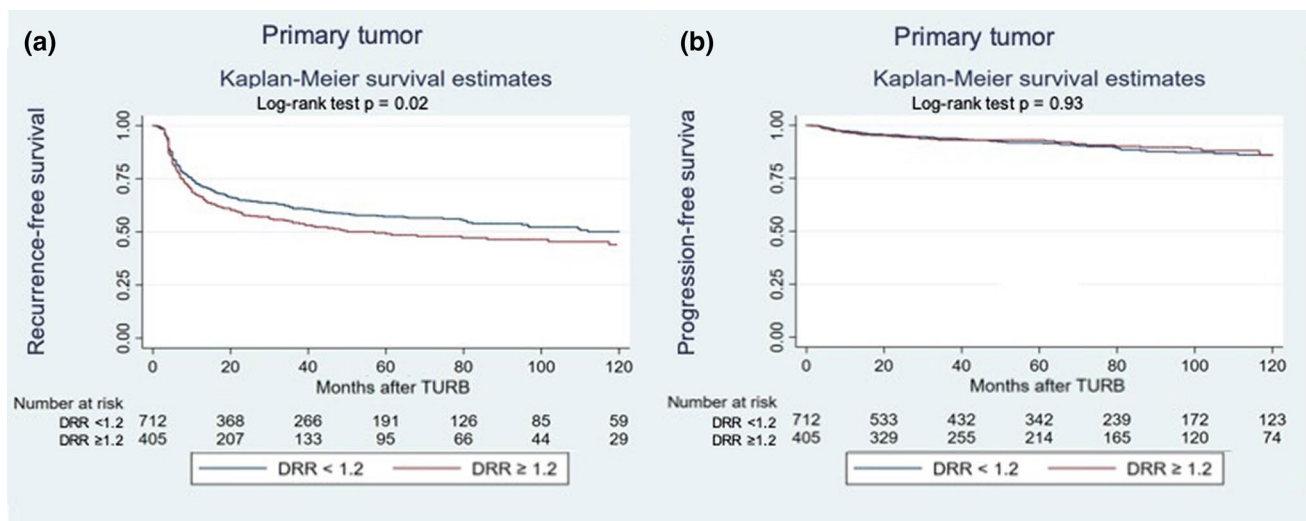 (a)
Primary tumor
Kaplan-Meier survival estimates
Log-rank test p = 0.02
Recurrence-free survival
1.00
0.75
0.50
0.25
0.00
0 20 40 60 80 100 120
Months after TURB
Number at risk
DRR <1.2 712 368 266 191 126 85 59
DRR ≥1.2 405 207 133 95 66 44 29
DRR < 1.2 DRR ≥ 1.2
(b)
Primary tumor
Kaplan-Meier survival estimates
Log-rank test p = 0.93
Progression-free surviva
1.00
0.75
0.50
0.25
0.00
0 20 40 60 80 100 120
Months after TURB
Number at risk
DRR <1.2 712 533 432 342 239 172 123
DRR ≥1.2 405 329 255 214 165 120 74
DRR < 1.2 DRR ≥ 1.2